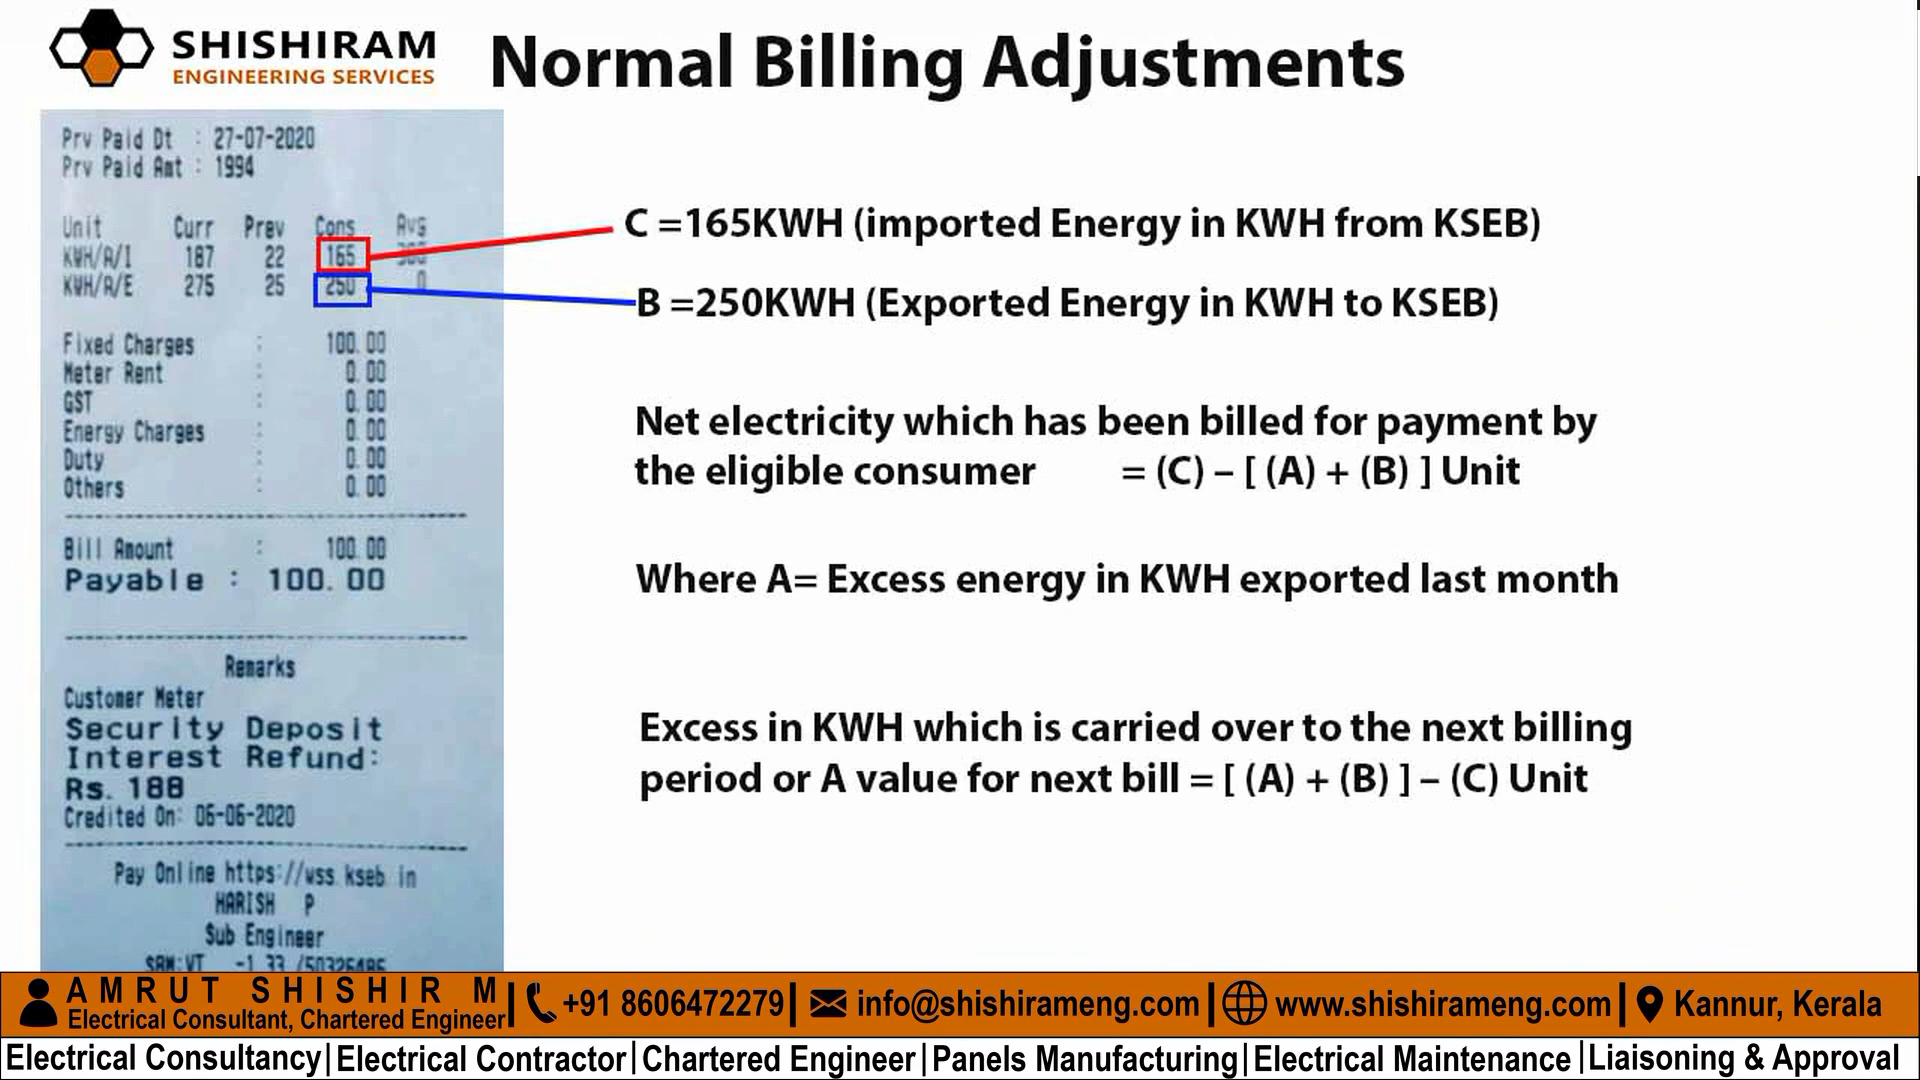 SHISHIRAM
ENGINEERING SERVICES
Normal Billing Adjustments
Prv Paid Dt : 27-07-2020
Prv Paid Amt : 1994
Unit Curr Prev Cons Avg
KWH/A/I 187 22 165 300
KWH/A/E 275 25 250 0
Fixed Charges : 100.00
Meter Rent : 0.00
GST : 0.00
Energy Charges : 0.00
Duty : 0.00
Others : 0.00
Bill Amount : 100.00
Payable : 100.00
Remarks
Customer Meter
Security Deposit
Interest Refund:
Rs. 188
Credited On: 06-06-2020
Pay Online https://wss.kseb.in
HARISH P
Sub Engineer
C =165KWH (imported Energy in KWH from KSEB)
B =250KWH (Exported Energy in KWH to KSEB)
Net electricity which has been billed for payment by
the eligible consumer = (C) – [ (A) + (B) ] Unit
Where A= Excess energy in KWH exported last month
Excess in KWH which is carried over to the next billing
period or A value for next bill = [ (A) + (B) ] – (C) Unit
AMRUT SHISHIR M
Electrical Consultant, Chartered Engineer
+91 8606472279| info@shishirameng.com | www.shishirameng.com | Kannur, Kerala
Electrical Consultancy|Electrical Contractor|Chartered Engineer|Panels Manufacturing|Electrical Maintenance |Liaisoning & Approval